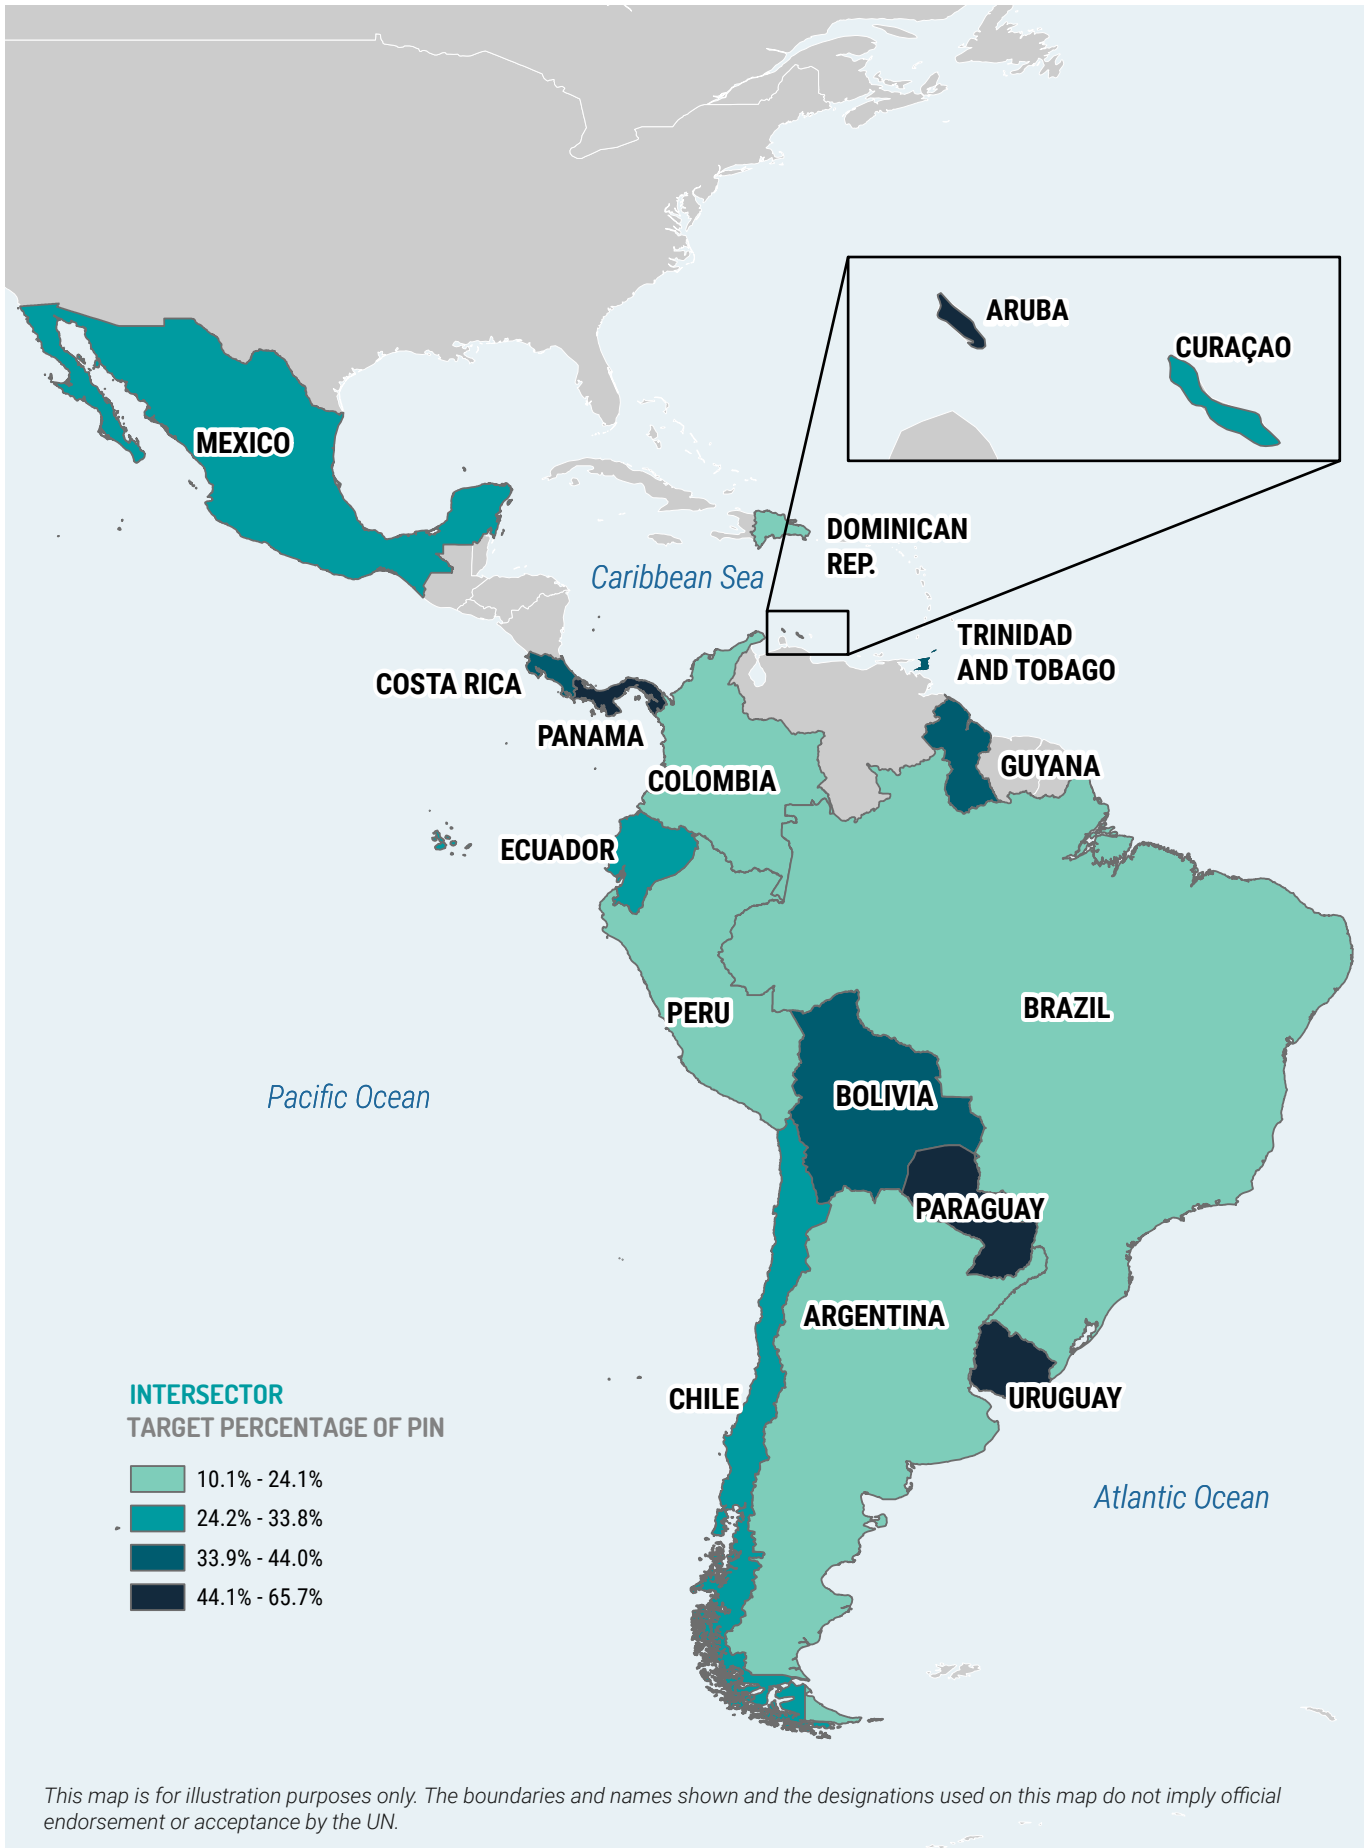 ARUBA
CURAÇAO
MEXICO
DOMINICAN
REP.
Caribbean Sea
TRINIDAD
AND TOBAGO
COSTA RICA
PANAMA
GUYANA
COLOMBIA
ECUADOR
PERU
BRAZIL
Pacific Ocean
BOLIVIA
PARAGUAY
ARGENTINA
CHILE
URUGUAY
INTERSECTOR
TARGET PERCENTAGE OF PIN
10.1% - 24.1%
24.2% - 33.8%
33.9% - 44.0%
44.1% - 65.7%
Atlantic Ocean
This map is for illustration purposes only. The boundaries and names shown and the designations used on this map do not imply official
endorsement or acceptance by the UN.